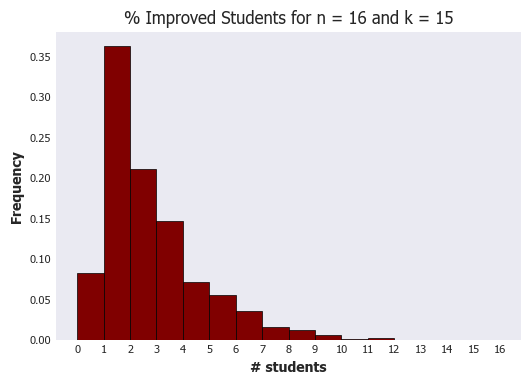 % Improved Students for n = 16 and k = 15
0.35
0.30
0.25
0.20
0.15
0.10
0.05
0.00
Frequency
0 1 2 3 4 5 6 7 8 9 10 11 12 13 14 15 16
# students